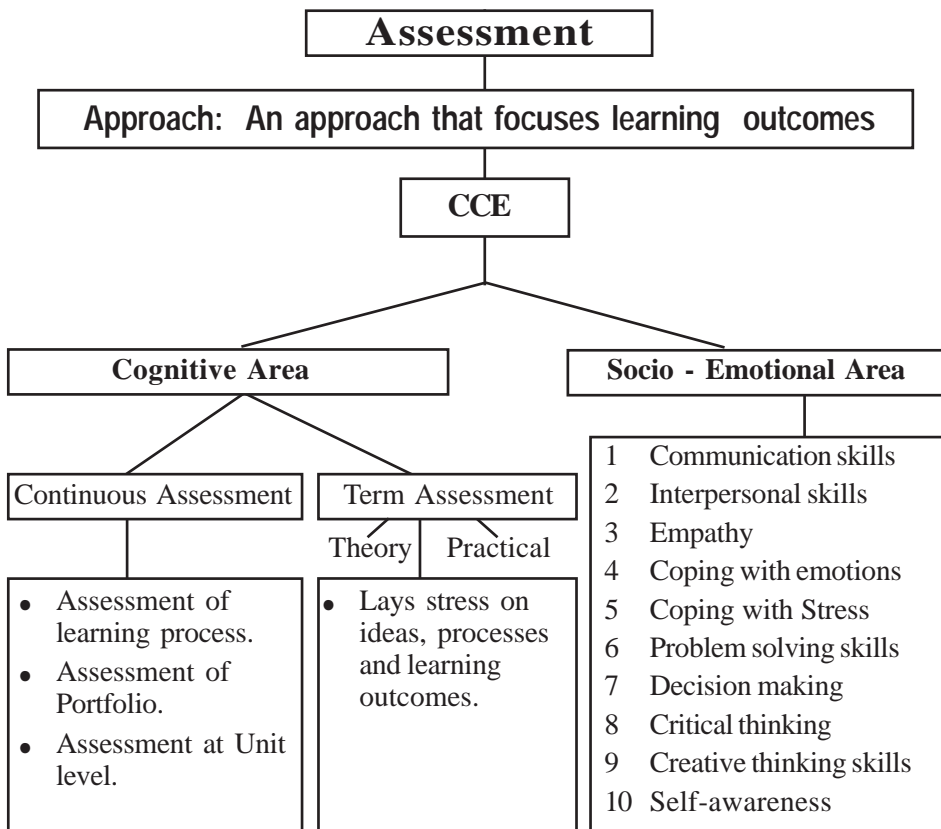 Assessment
Approach: An approach that focuses learning outcomes
CCE
Cognitive Area
Socio - Emotional Area
Continuous Assessment
Term Assessment
Theory Practical
• Assessment of
learning process.
• Assessment of
Portfolio.
• Assessment at Unit
level.
• Lays stress on
ideas, processes
and learning
outcomes.
1 Communication skills
2 Interpersonal skills
3 Empathy
4 Coping with emotions
5 Coping with Stress
6 Problem solving skills
7 Decision making
8 Critical thinking
9 Creative thinking skills
10 Self-awareness